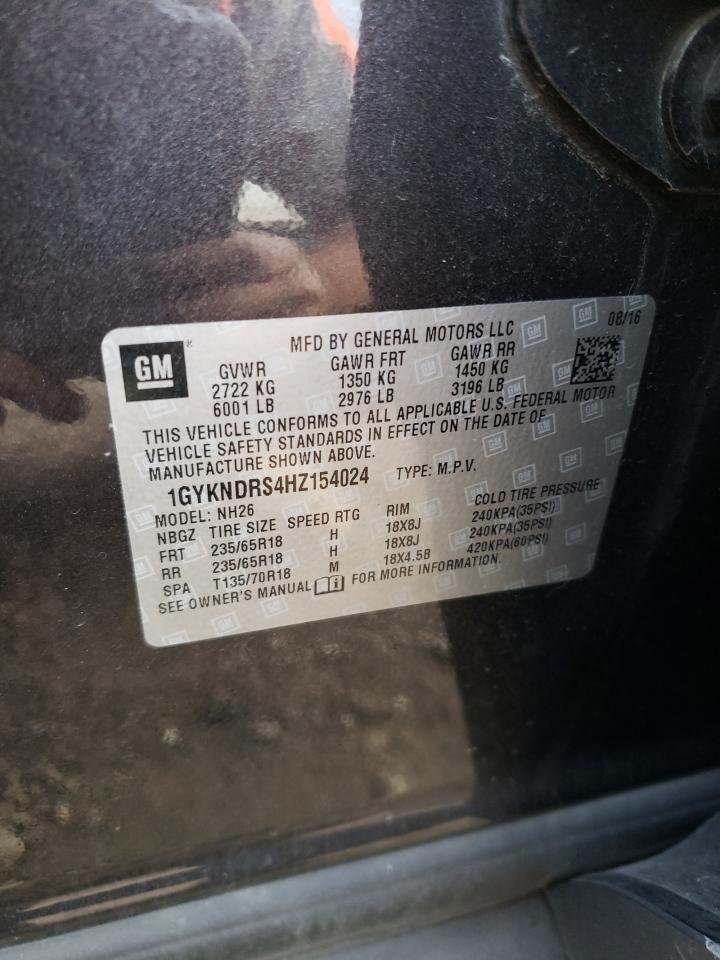 GM
MFD BY GENERAL MOTORS LLC 08/16
GVWR GAWR FRT GAWR RR
2722 KG 1350 KG 1450 KG
6001 LB 2976 LB 3196 LB
THIS VEHICLE CONFORMS TO ALL APPLICABLE U.S. FEDERAL MOTOR
VEHICLE SAFETY STANDARDS IN EFFECT ON THE DATE OF
MANUFACTURE SHOWN ABOVE.
1GYKNDRS4HZ154024 TYPE: M.P.V.
MODEL: NH26
NBGZ TIRE SIZE SPEED RTG RIM COLD TIRE PRESSURE
FRT 235/65R18 H 18X8J 240KPA(35PSI)
RR 235/65R18 H 18X8J 240KPA(35PSI)
SPA T135/70R18 M 18X4.5B 420KPA(60PSI)
SEE OWNER'S MANUAL FOR MORE INFORMATION.